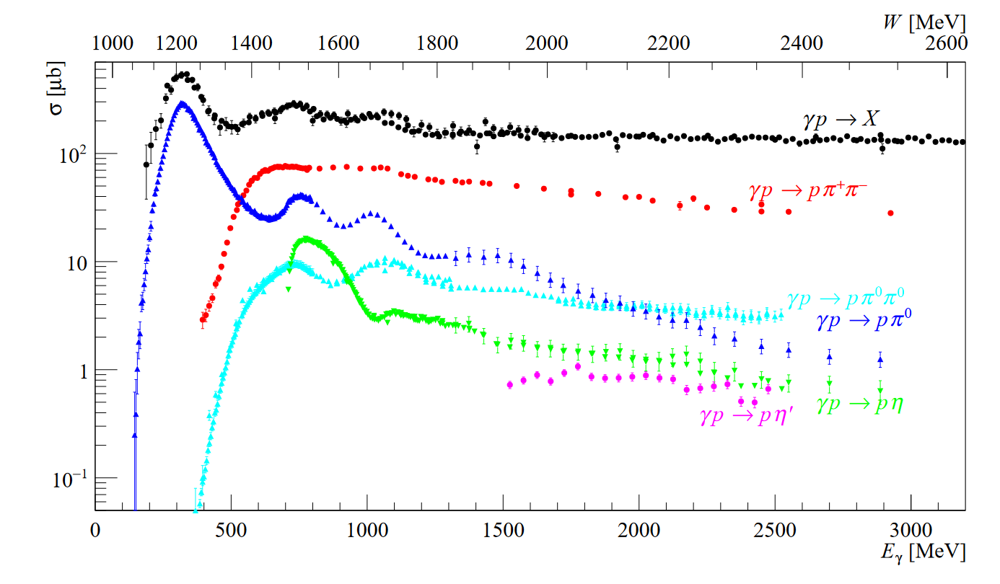 W [MeV]
1000 1200 1400 1600 1800 2000 2200 2400 2600
σ [μb]
γp → X
10²
γp → pπ⁺π⁻
10
γp → pπ⁰π⁰
γp → pπ⁰
1
γp → pη
γp → pη′
10⁻¹
0 500 1000 1500 2000 2500 3000
E_γ [MeV]